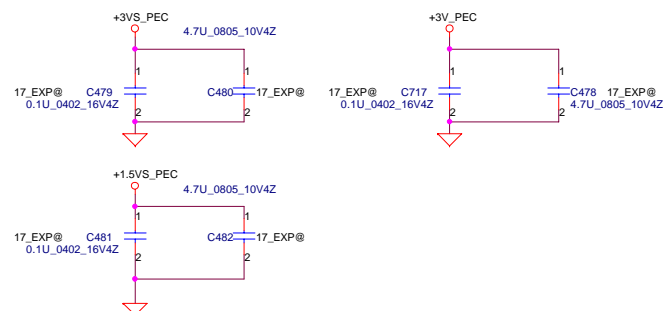 +3VS_PEC
4.7U_0805_10V4Z
1
1
17_EXP@ C479
C480 17_EXP@
0.1U_0402_16V4Z
2
2
+3V_PEC
1
1
17_EXP@ C717
C478 17_EXP@
0.1U_0402_16V4Z
4.7U_0805_10V4Z
2
2
+1.5VS_PEC
4.7U_0805_10V4Z
1
1
17_EXP@ C481
C482 17_EXP@
0.1U_0402_16V4Z
2
2